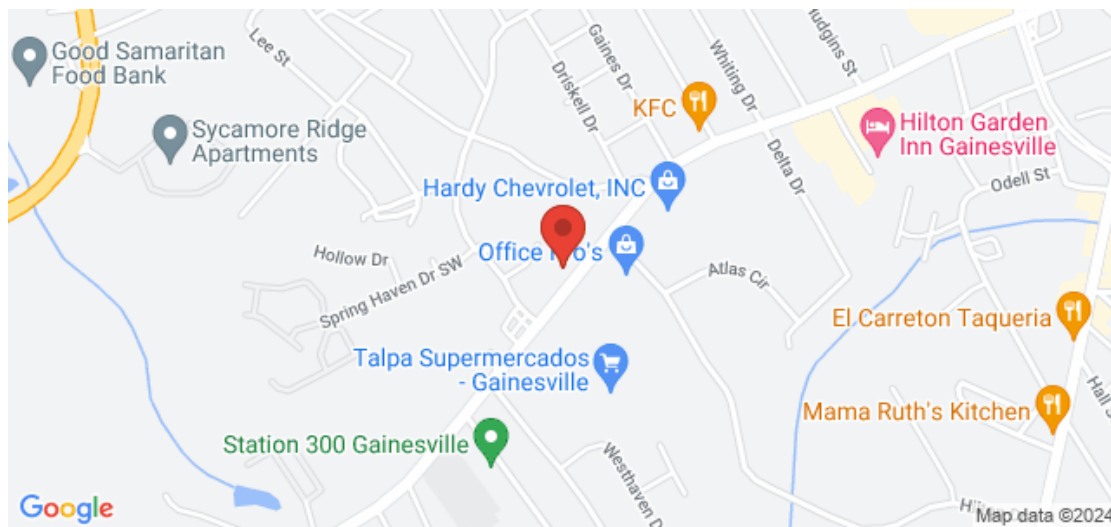 Good Samaritan
Food Bank
Lee St
Gaines Dr
Driskell Dr
Whiting Dr
KFC
Hilton Garden
Inn Gainesville
Sycamore Ridge
Apartments
Delta Dr
Odell St
Hardy Chevrolet, INC
Office
Hollow Dr
Spring Haven Dr SW
Atlas Cir
El Carreton Taqueria
Talpa Supermercados
- Gainesville
Mama Ruth's Kitchen
Station 300 Gainesville
Westhaven
Google
Map data ©2024